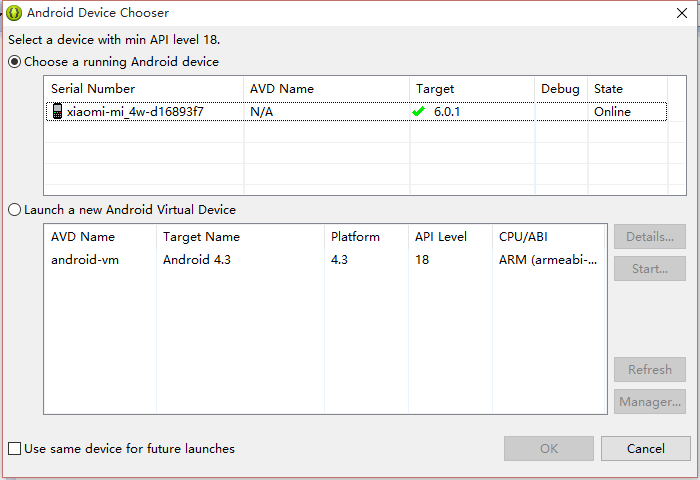 Android Device Chooser
Select a device with min API level 18.
Choose a running Android device
Serial Number AVD Name Target Debug State
xiaomi-mi_4w-d16893f7 N/A 6.0.1 Online
Launch a new Android Virtual Device
AVD Name Target Name Platform API Level CPU/ABI
android-vm Android 4.3 4.3 18 ARM (armeabi-...
Details...
Start...
Refresh
Manager...
Use same device for future launches
OK Cancel